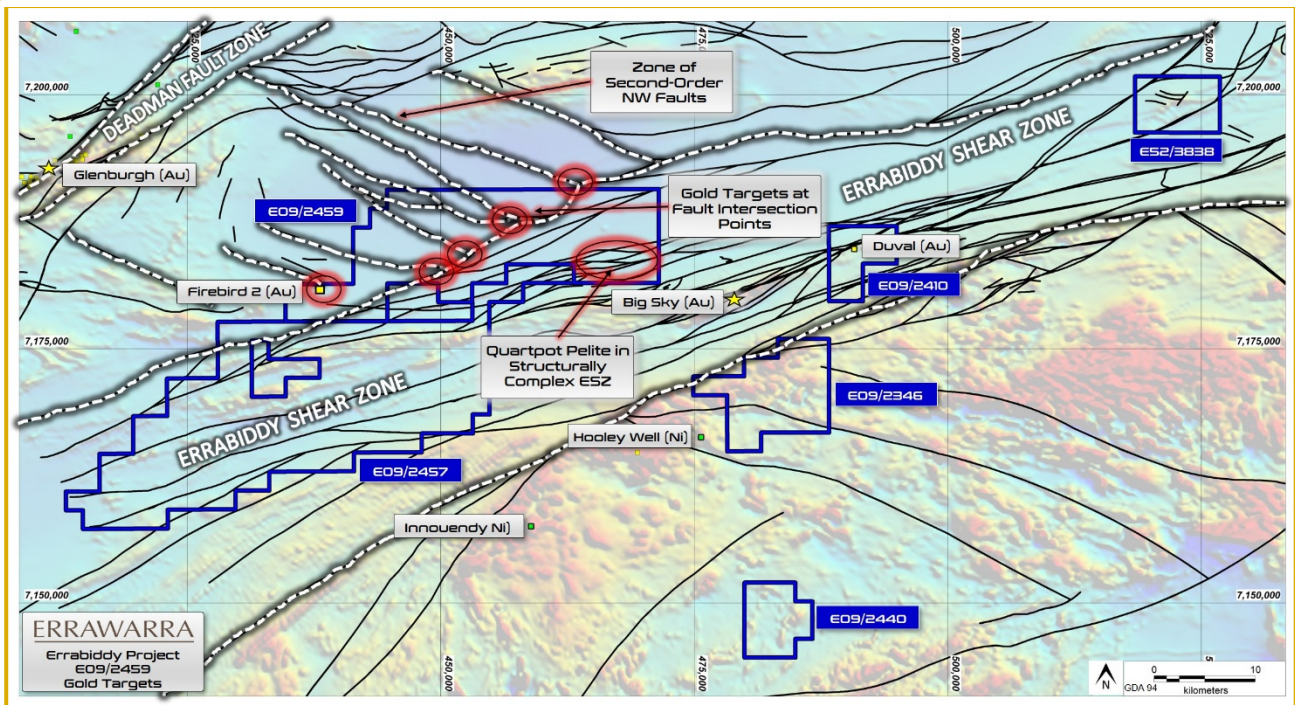 25,000
450,000
475,000
500,000
25,000
7,200,000
7,200,000
DEADMAN FAULT ZONE
Zone of
Second-Order
NW Faults
ERRABIDDY SHEAR ZONE
E52/3838
Glenburgh (Au)
E09/2459
Gold Targets at
Fault Intersection
Points
Duval (Au)
E09/2410
Firebird 2 (Au)
Big Sky (Au)
7,175,000
7,175,000
Quartpot Pelite in
Structurally
Complex ESZ
ERRABIDDY SHEAR ZONE
E09/2346
Hooley Well (Ni)
E09/2457
Innouendy Ni)
7,150,000
7,150,000
E09/2440
ERRAWARRA
Errabiddy Project
E09/2459
Gold Targets
450,000
475,000
500,000
5
N
GDA 94
0 10
kilometers